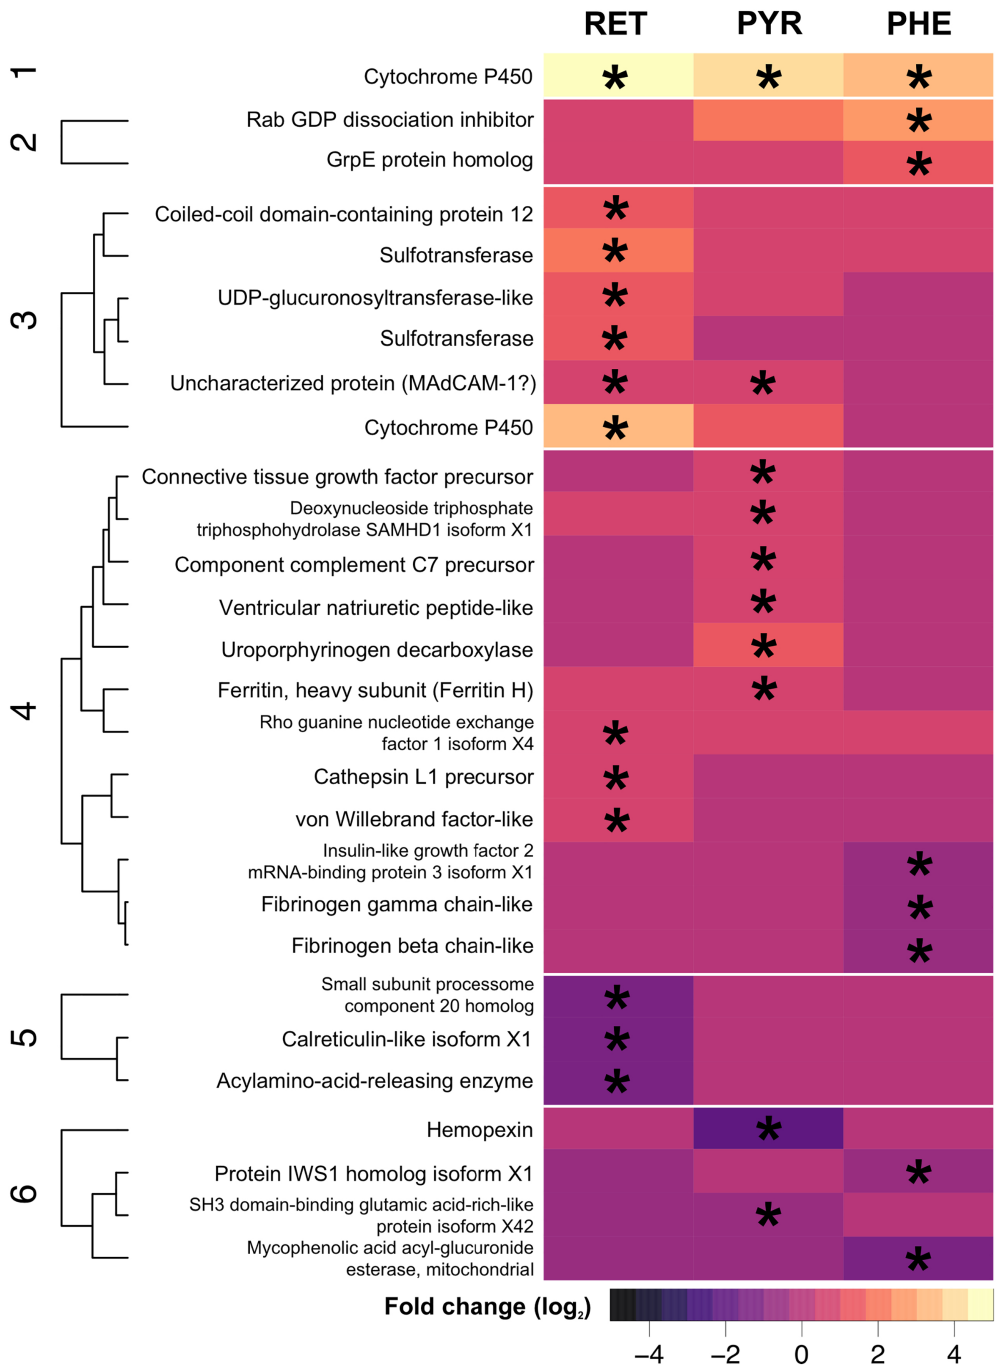 RET PYR PHE
1
Cytochrome P450 * * *
2
Rab GDP dissociation inhibitor *
GrpE protein homolog *
3
Coiled-coil domain-containing protein 12 *
Sulfotransferase *
UDP-glucuronosyltransferase-like *
Sulfotransferase *
Uncharacterized protein (MAdCAM-1?) * *
Cytochrome P450 *
4
Connective tissue growth factor precursor *
Deoxynucleoside triphosphate
triphosphohydrolase SAMHD1 isoform X1 *
Component complement C7 precursor *
Ventricular natriuretic peptide-like *
Uroporphyrinogen decarboxylase *
Ferritin, heavy subunit (Ferritin H) *
Rho guanine nucleotide exchange
factor 1 isoform X4 *
Cathepsin L1 precursor *
von Willebrand factor-like *
Insulin-like growth factor 2
mRNA-binding protein 3 isoform X1 *
Fibrinogen gamma chain-like *
Fibrinogen beta chain-like *
5
Small subunit processome
component 20 homolog *
Calreticulin-like isoform X1 *
Acylamino-acid-releasing enzyme *
6
Hemopexin *
Protein IWS1 homolog isoform X1 *
SH3 domain-binding glutamic acid-rich-like
protein isoform X42 *
Mycophenolic acid acyl-glucuronide
esterase, mitochondrial *
Fold change (log₂)
−4 −2 0 2 4